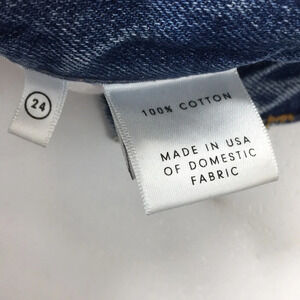 24
100% COTTON
MADE IN USA
OF DOMESTIC
FABRIC